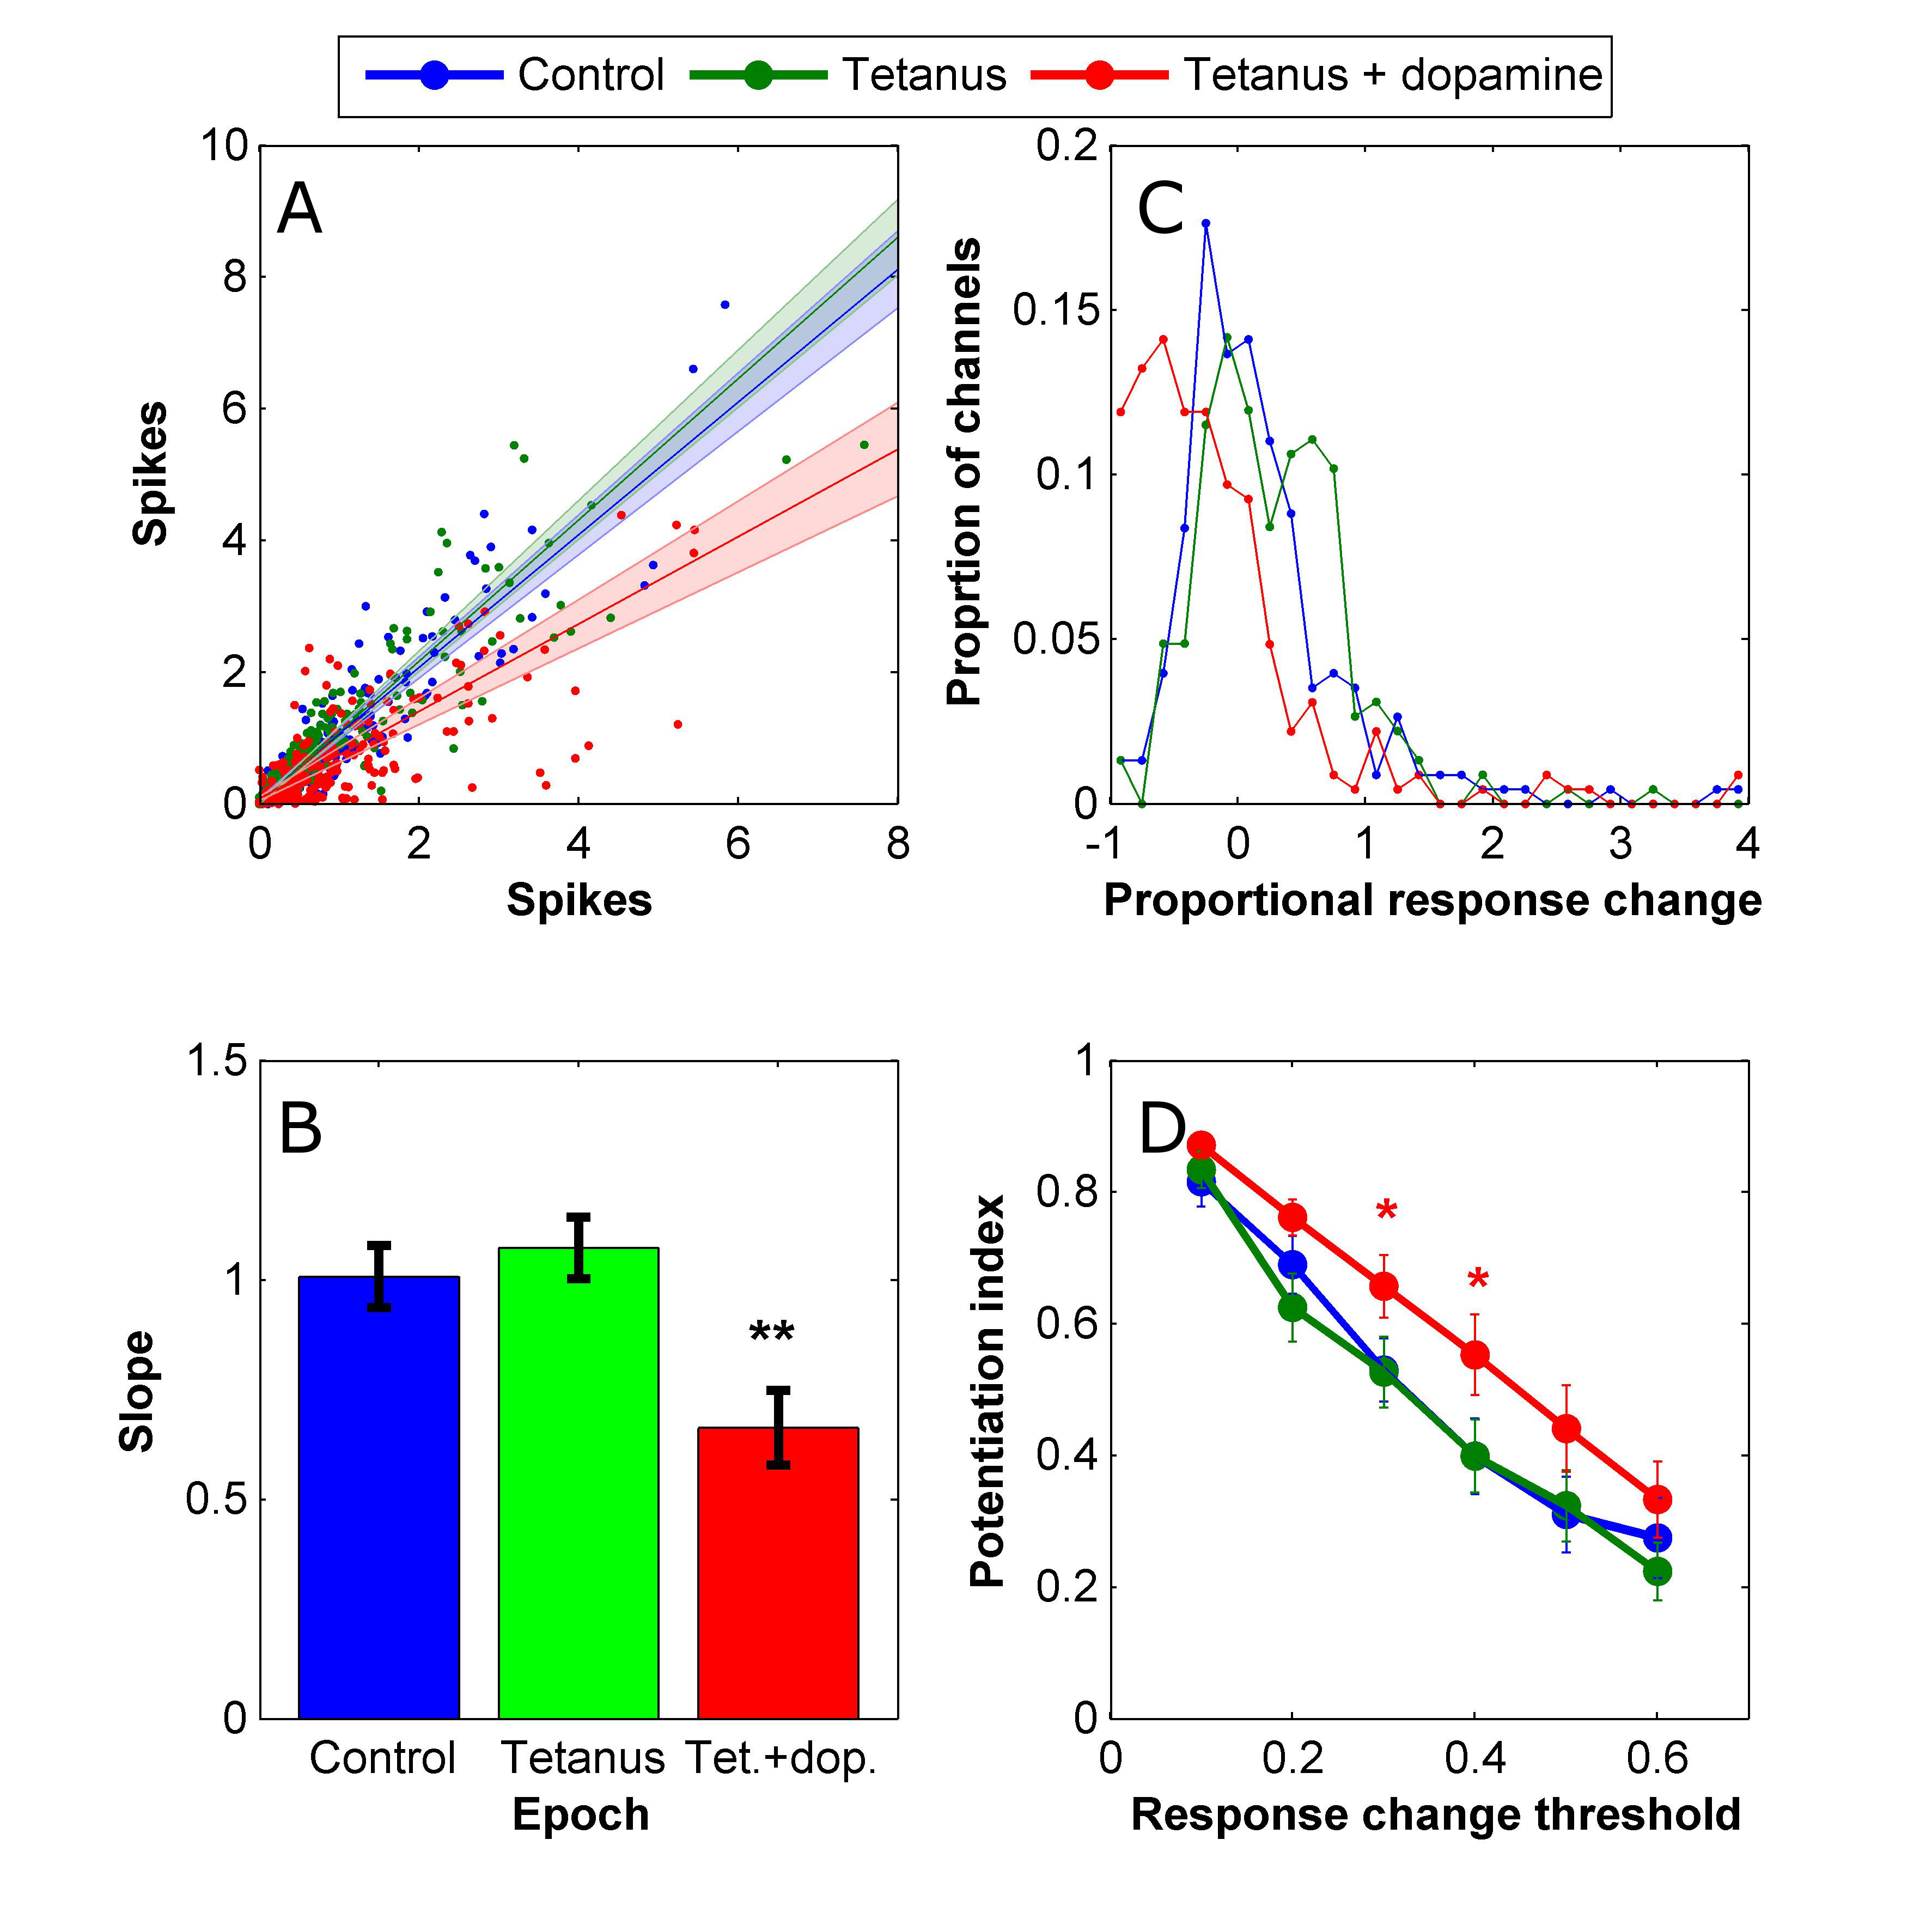 Control Tetanus Tetanus + dopamine
A
10
8
6
4
2
0
0 2 4 6 8
Spikes
Spikes
C
0.2
0.15
0.1
0.05
0
-1 0 1 2 3 4
Proprtion of channels
Proportional response change
B
1.5
1
0.5
0
**
Control Tetanus Tet.+dop.
Slope
Epoch
D
1
0.8
0.6
0.4
0.2
0
*
*
0 0.2 0.4 0.6
Potentiation index
Response change threshold